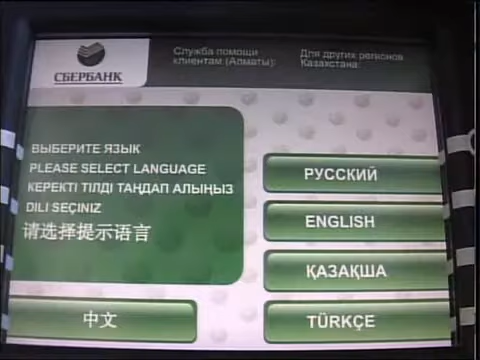 СБЕРБАНК
Служба помощи
клиентам (Алматы):
Для других регионов
Казахстана:
ВЫБЕРИТЕ ЯЗЫК
PLEASE SELECT LANGUAGE
КЕРЕКТІ ТІЛДІ ТАҢДАП АЛЫҢЫЗ
DILI SEÇINIZ
请选择提示语言
РУССКИЙ
ENGLISH
ҚАЗАҚША
TÜRKÇE
中文